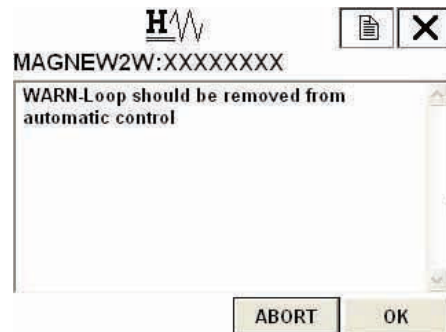 H
MAGNEW2W:XXXXXXXX
WARN-Loop should be removed from
automatic control
ABORT OK